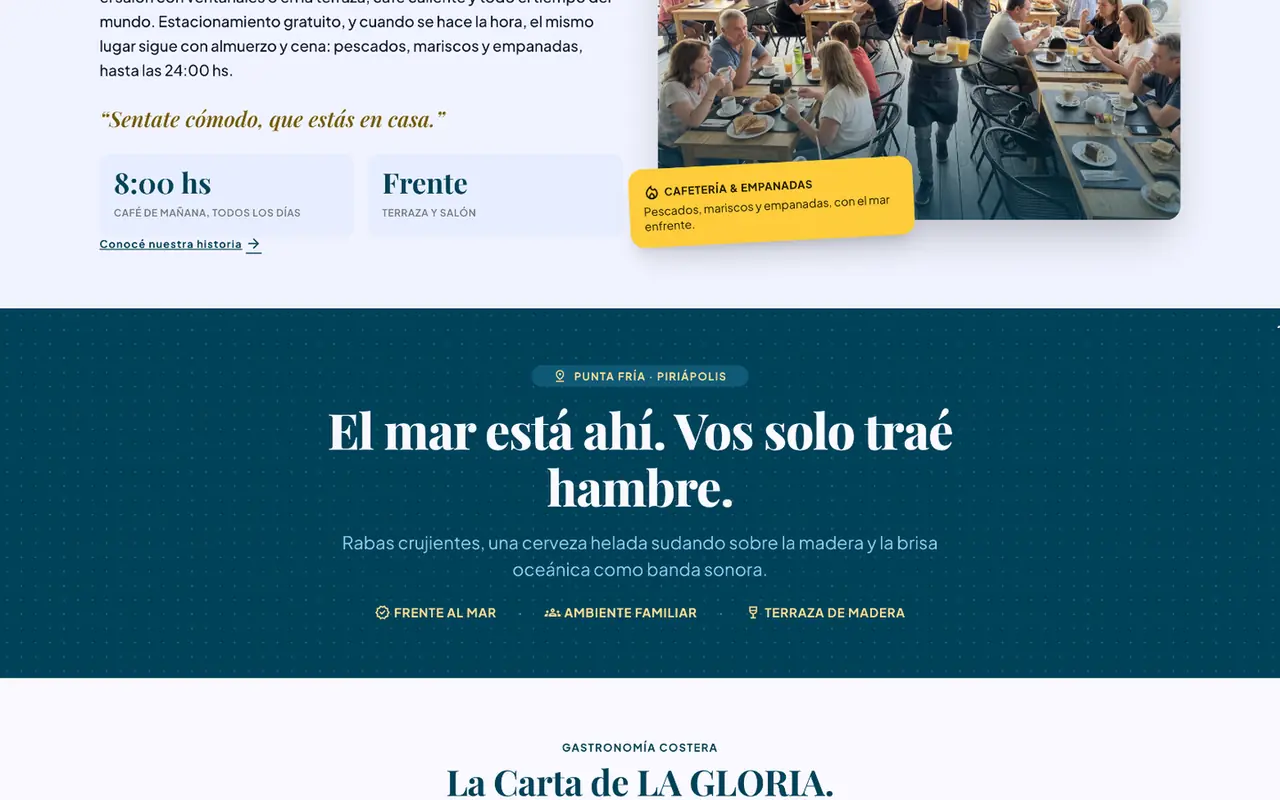 mundo. Estacionamiento gratuito, y cuando se hace la hora, el mismo
lugar sigue con almuerzo y cena: pescados, mariscos y empanadas,
hasta las 24:00 hs.
“Sentate cómodo, que estás en casa.”
8:00 hs
CAFÉ DE MAÑANA, TODOS LOS DÍAS
Frente
TERRAZA Y SALÓN
Conocé nuestra historia
CAFETERÍA & EMPANADAS
Pescados, mariscos y empanadas, con el mar
enfrente.
PUNTA FRÍA · PIRIÁPOLIS
El mar está ahí. Vos solo traé
hambre.
Rabas crujientes, una cerveza helada sudando sobre la madera y la brisa
oceánica como banda sonora.
FRENTE AL MAR · AMBIENTE FAMILIAR · TERRAZA DE MADERA
GASTRONOMÍA COSTERA
La Carta de LA GLORIA.